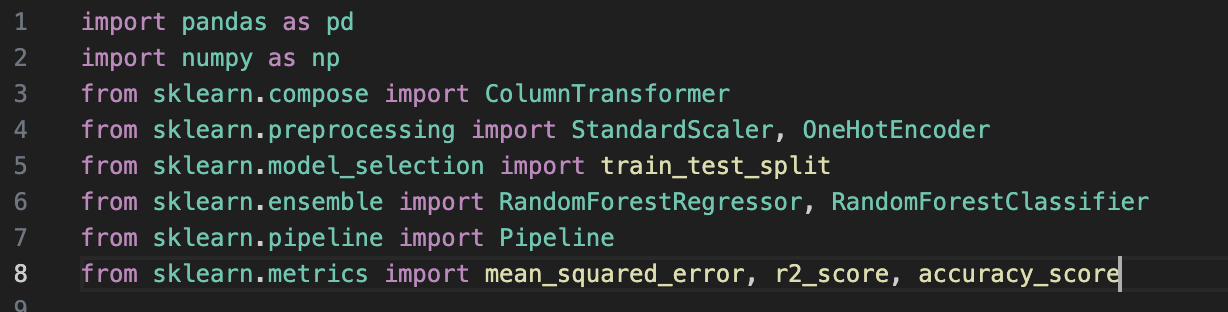 1 import pandas as pd
2 import numpy as np
3 from sklearn.compose import ColumnTransformer
4 from sklearn.preprocessing import StandardScaler, OneHotEncoder
5 from sklearn.model_selection import train_test_split
6 from sklearn.ensemble import RandomForestRegressor, RandomForestClassifier
7 from sklearn.pipeline import Pipeline
8 from sklearn.metrics import mean_squared_error, r2_score, accuracy_score
9